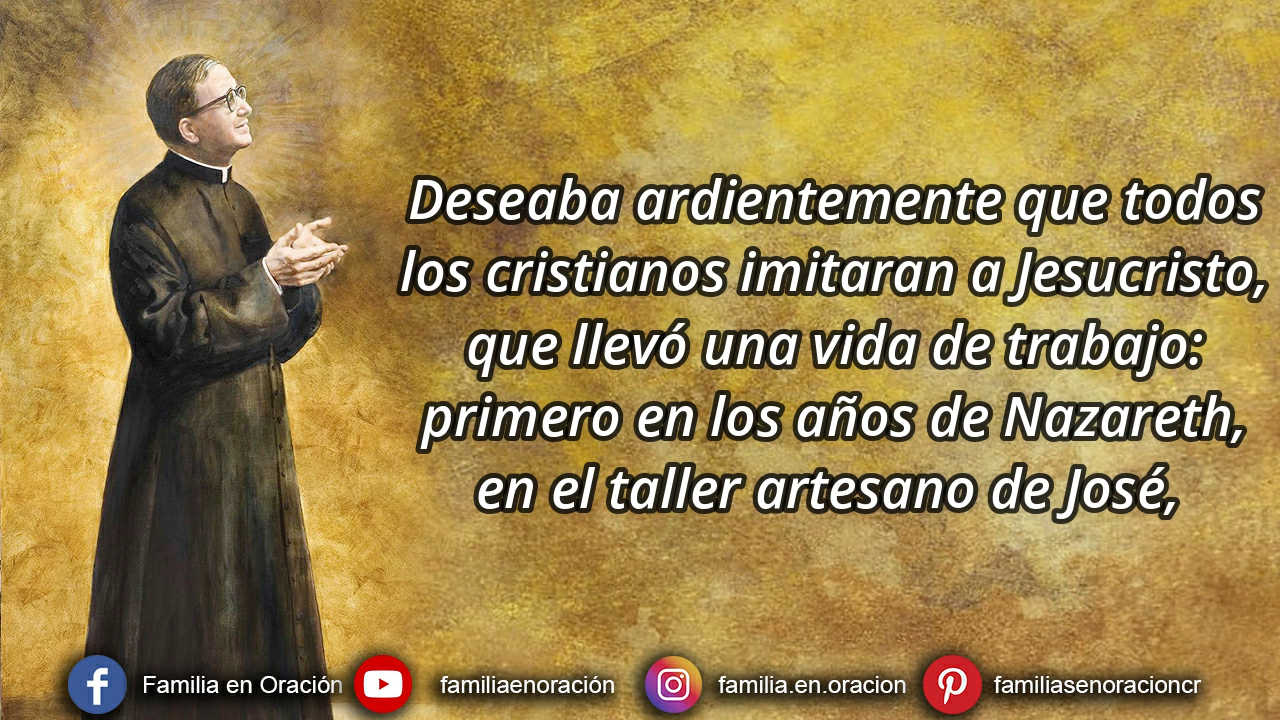 Deseaba ardientemente que todos
los cristianos imitaran a Jesucristo,
que llevó una vida de trabajo:
primero en los años de Nazareth,
en el taller artesano de José,
Familia en Oración familiaenoración familia.en.oracion familiasenoracioncr